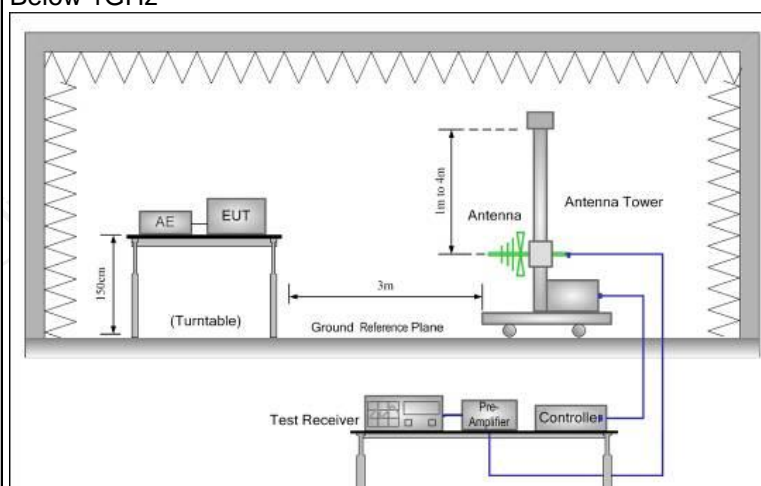 Below 1GHz
1m to 4m
Antenna Tower
Antenna
AE
EUT
150cm
3m
(Turntable)
Ground Reference Plane
Test Receiver
Pre-
Amplifier
Controller